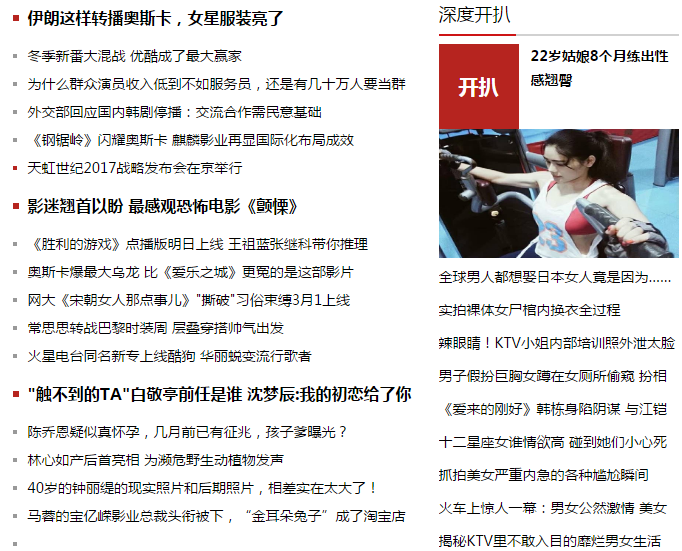 伊朗这样转播奥斯卡，女星服装亮了
冬季新番大混战 优酷成了最大赢家
为什么群众演员收入低到不如服务员，还是有几十万人要当群
外交部回应国内韩剧停播：交流合作需民意基础
《钢锯岭》闪耀奥斯卡 麒麟影业再显国际化布局成效
天虹世纪2017战略发布会在京举行
影迷翘首以盼 最感观恐怖电影《颤慄》
《胜利的游戏》点播版明日上线 王祖蓝张继科带你推理
奥斯卡爆最大乌龙 比《爱乐之城》更冤的是这部影片
网大《宋朝女人那点事儿》"撕破"习俗束缚3月1上线
常思思转战巴黎时装周 层叠穿搭帅气出发
火星电台同名新专上线酷狗 华丽蜕变流行歌者
"触不到的TA"白敬亭前任是谁 沈梦辰:我的初恋给了你
陈乔恩疑似真怀孕，几月前已有征兆，孩子爹曝光？
林心如产后首亮相 为濒危野生动植物发声
40岁的钟丽缇的现实照片和后期照片，相差实在太大了！
马蓉的宝亿嵘影业总裁头衔被下，“金耳朵兔子”成了淘宝店
深度开扒
开扒
22岁姑娘8个月练出性
感翘臀
全球男人都想娶日本女人竟是因为……
实拍裸体女尸棺内换衣全过程
辣眼睛！KTV小姐内部培训照外泄太脸
男子假扮巨胸女蹲在女厕所偷窥 扮相
《爱来的刚好》韩栋身陷阴谋 与江铠
十二星座女谁情欲高 碰到她们小心死
抓拍美女严重内急的各种尴尬瞬间
火车上惊人一幕：男女公然激情 美女
揭秘KTV里不敢入目的靡烂男女生活